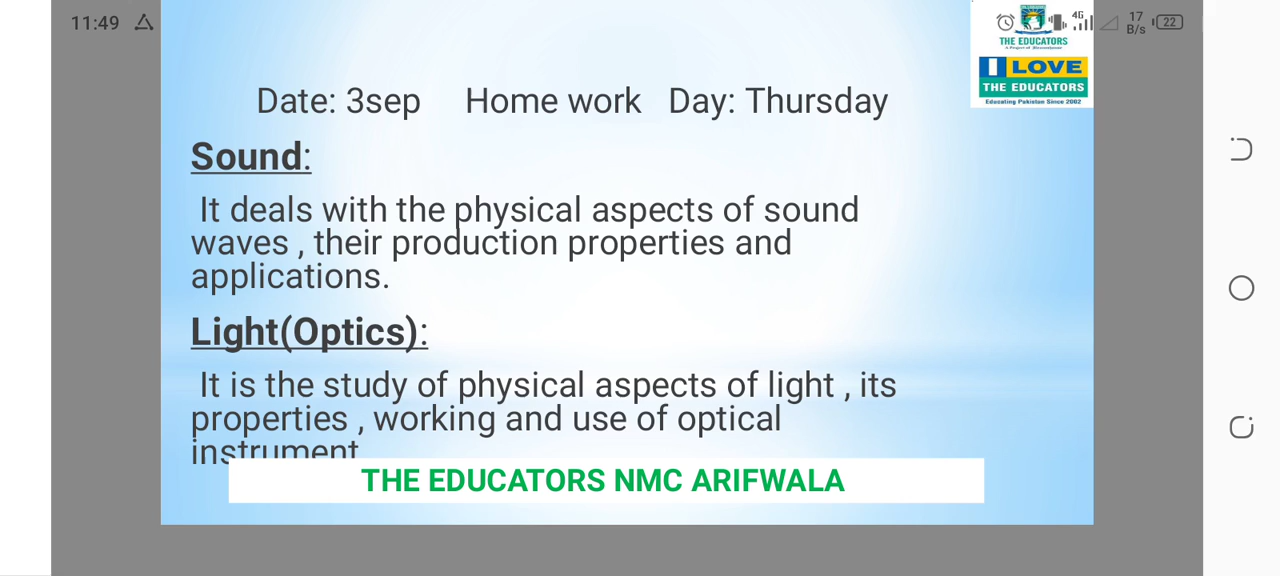 11:49
4G
17
B/s
22
THE EDUCATORS
I LOVE
THE EDUCATORS
Educating Pakistan Since 2002
Date: 3sep Home work Day: Thursday
Sound:
It deals with the physical aspects of sound
waves , their production properties and
applications.
Light(Optics):
It is the study of physical aspects of light , its
properties , working and use of optical
instrument
THE EDUCATORS NMC ARIFWALA